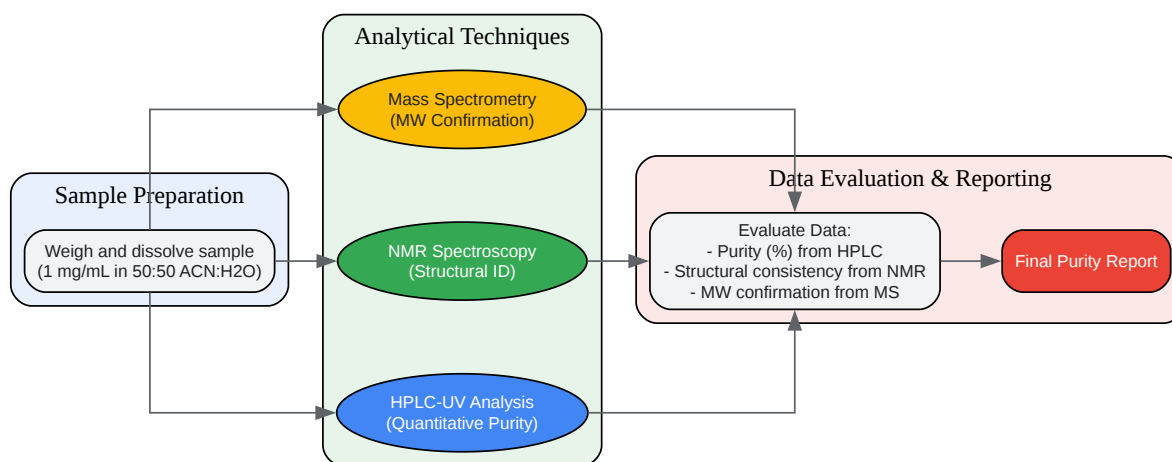 Analytical Techniques
Mass Spectrometry
(MW Confirmation)
Sample Preparation
Weigh and dissolve sample
(1 mg/mL in 50:50 ACN:H2O)
NMR Spectroscopy
(Structural ID)
HPLC-UV Analysis
(Quantitative Purity)
Data Evaluation & Reporting
Evaluate Data:
- Purity (%) from HPLC
- Structural consistency from NMR
- MW confirmation from MS
Final Purity Report